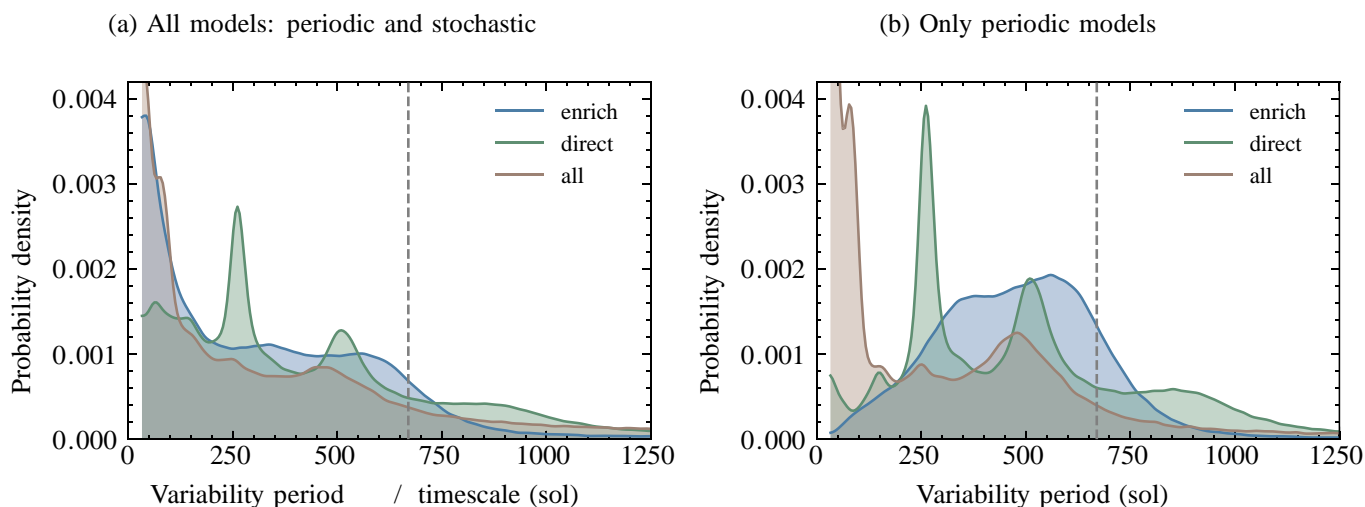 (a) All models: periodic and stochastic
0.004
0.003
0.002
0.001
0.000
Probability density
enrich
direct
all
0 250 500 750 1000 1250
Variability period / timescale (sol)
(b) Only periodic models
0.004
0.003
0.002
0.001
0.000
Probability density
enrich
direct
all
0 250 500 750 1000 1250
Variability period (sol)